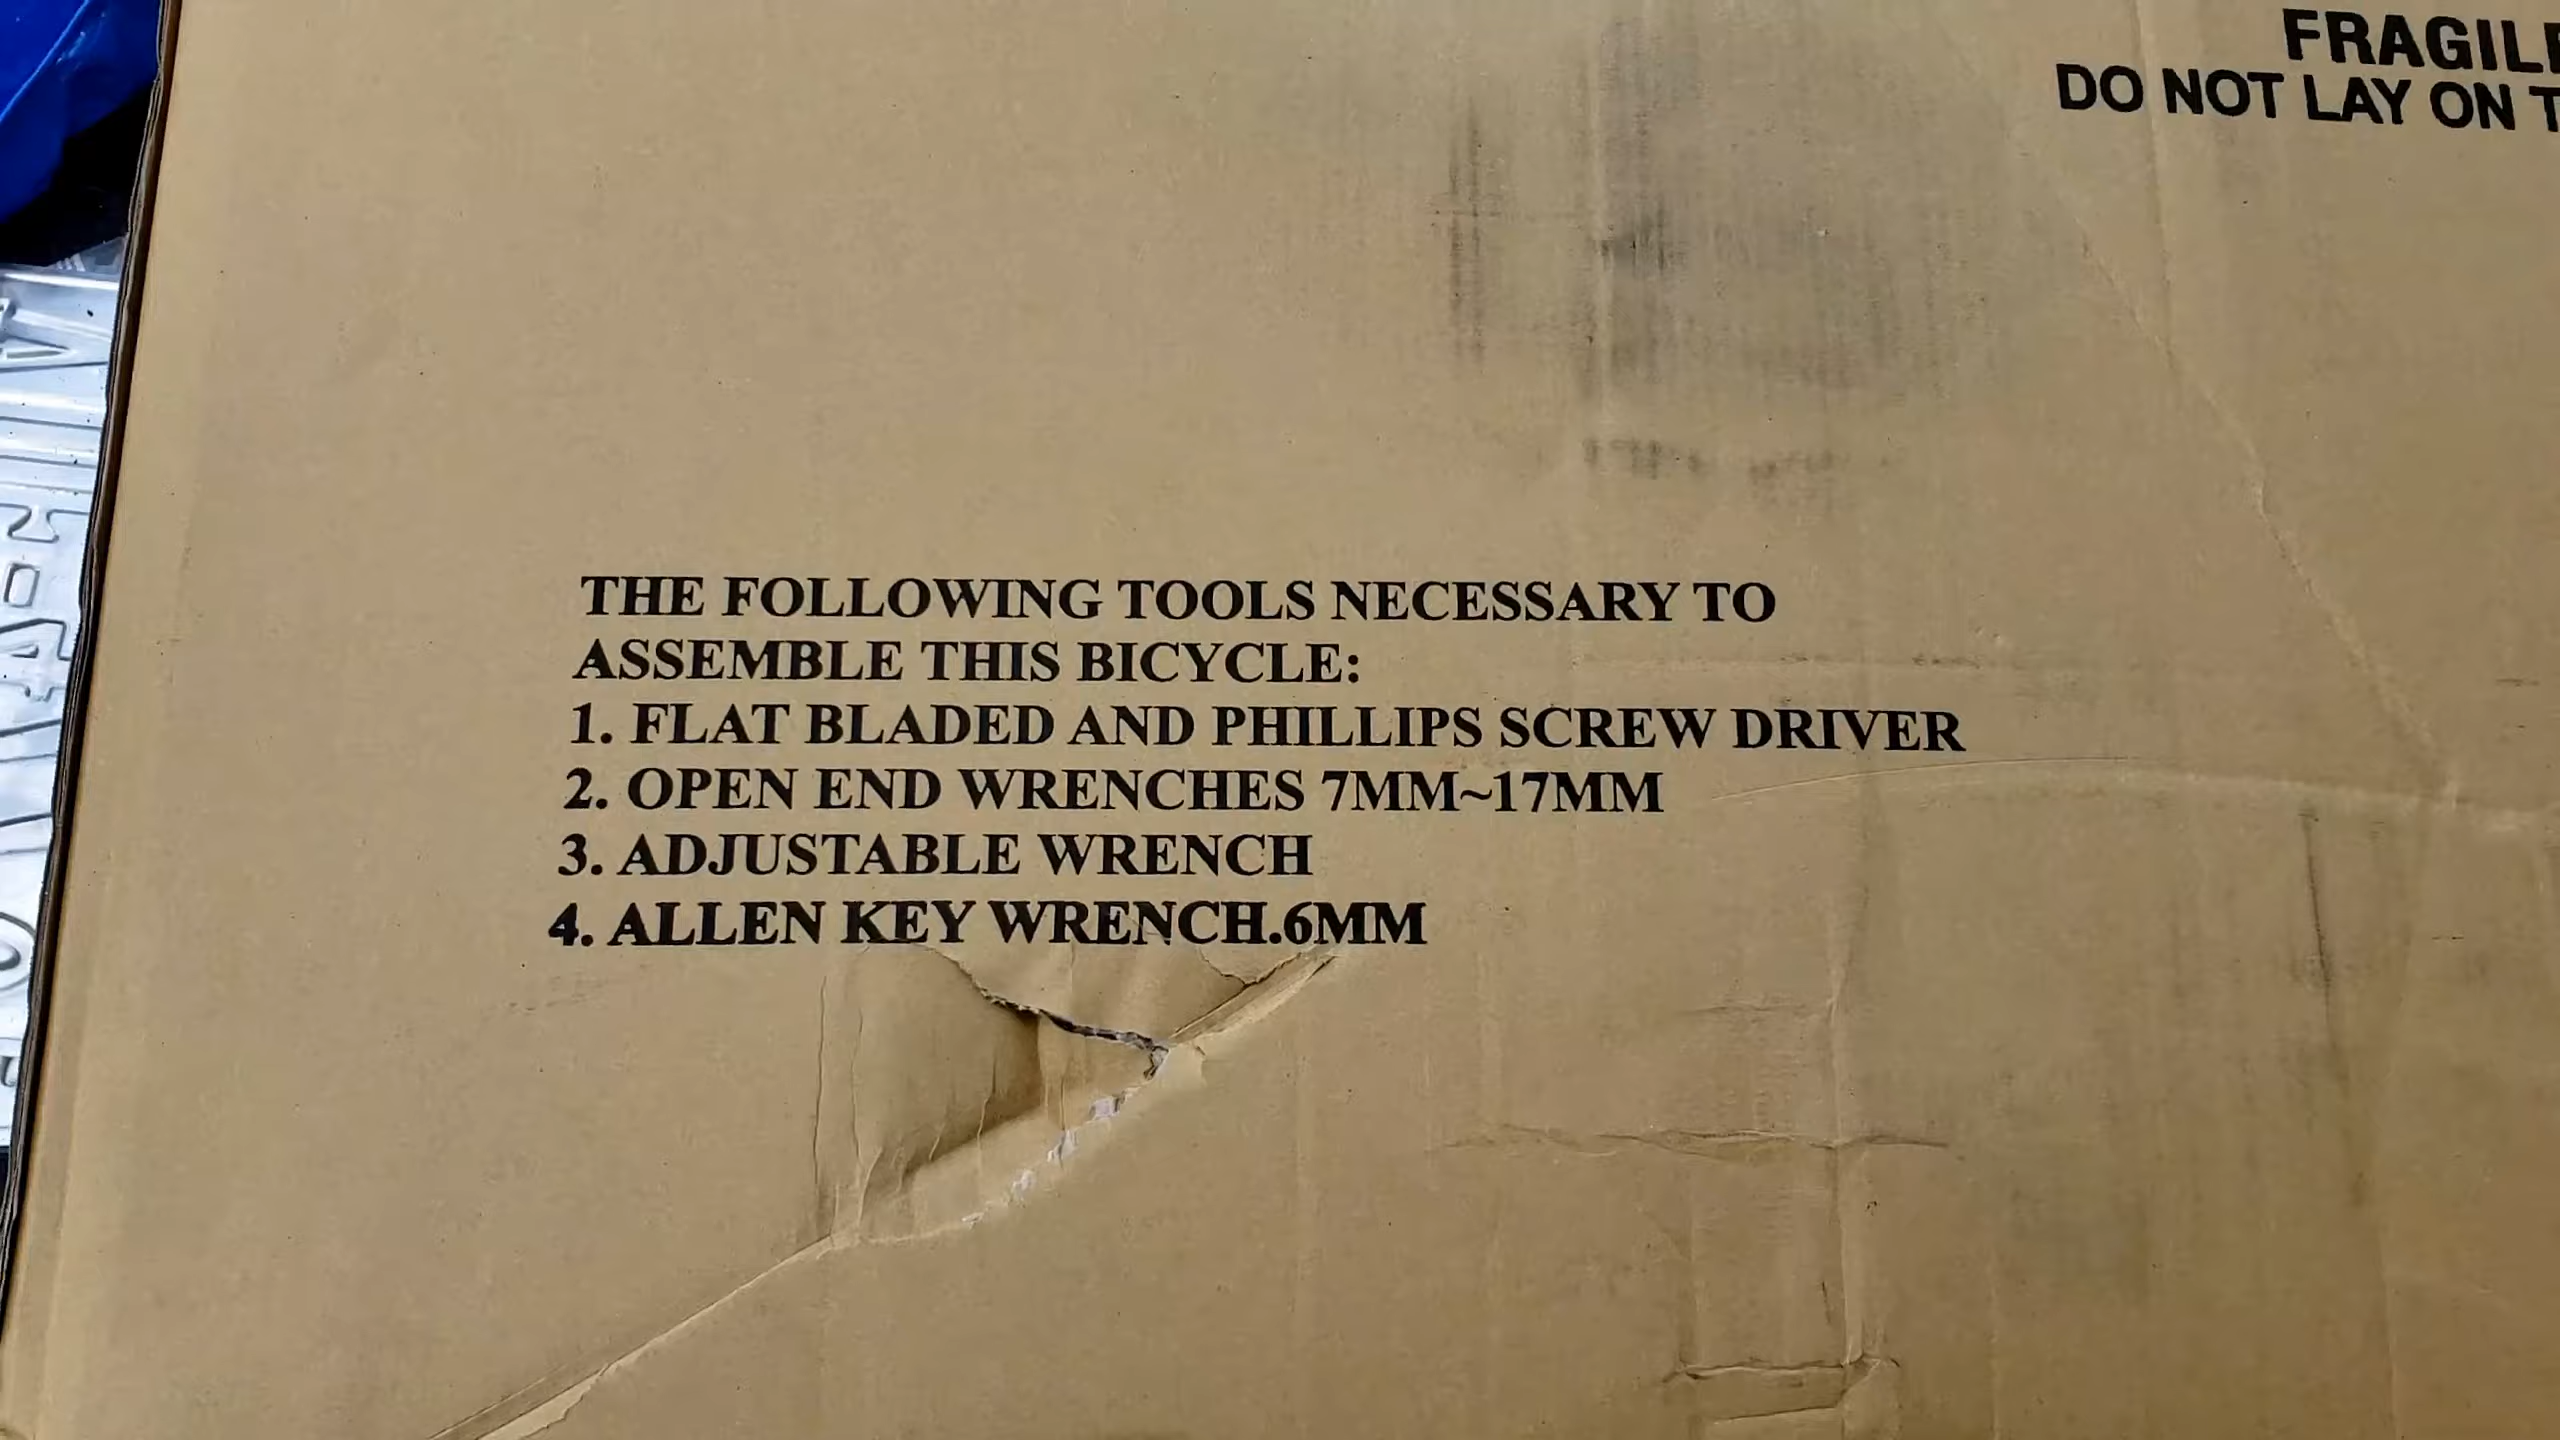 FRAGILE
DO NOT LAY ON
THE FOLLOWING TOOLS NECESSARY TO
ASSEMBLE THIS BICYCLE:
1. FLAT BLADED AND PHILLIPS SCREW DRIVER
2. OPEN END WRENCHES 7MM~17MM
3. ADJUSTABLE WRENCH
4. ALLEN KEY WRENCH.6MM